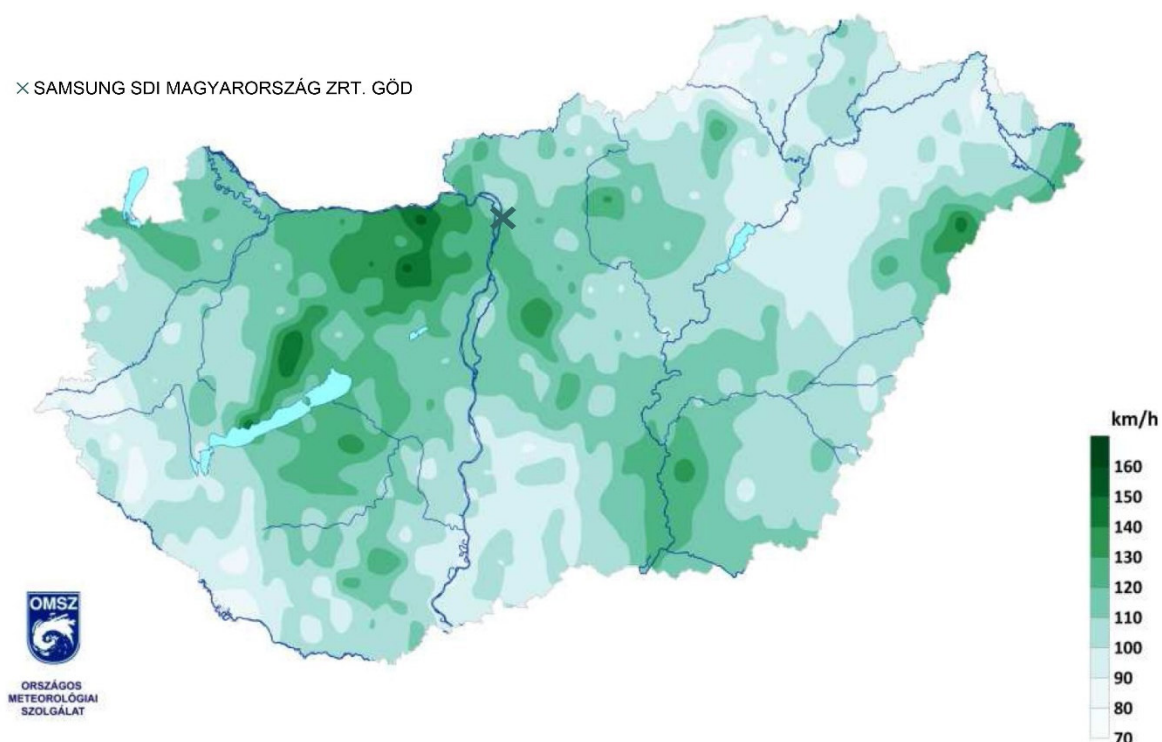 × SAMSUNG SDI MAGYARORSZÁG ZRT. GÖD
km/h
160
150
140
130
120
110
100
90
80
70
OMSZ
ORSZÁGOS
METEOROLÓGIAI
SZOLGÁLAT